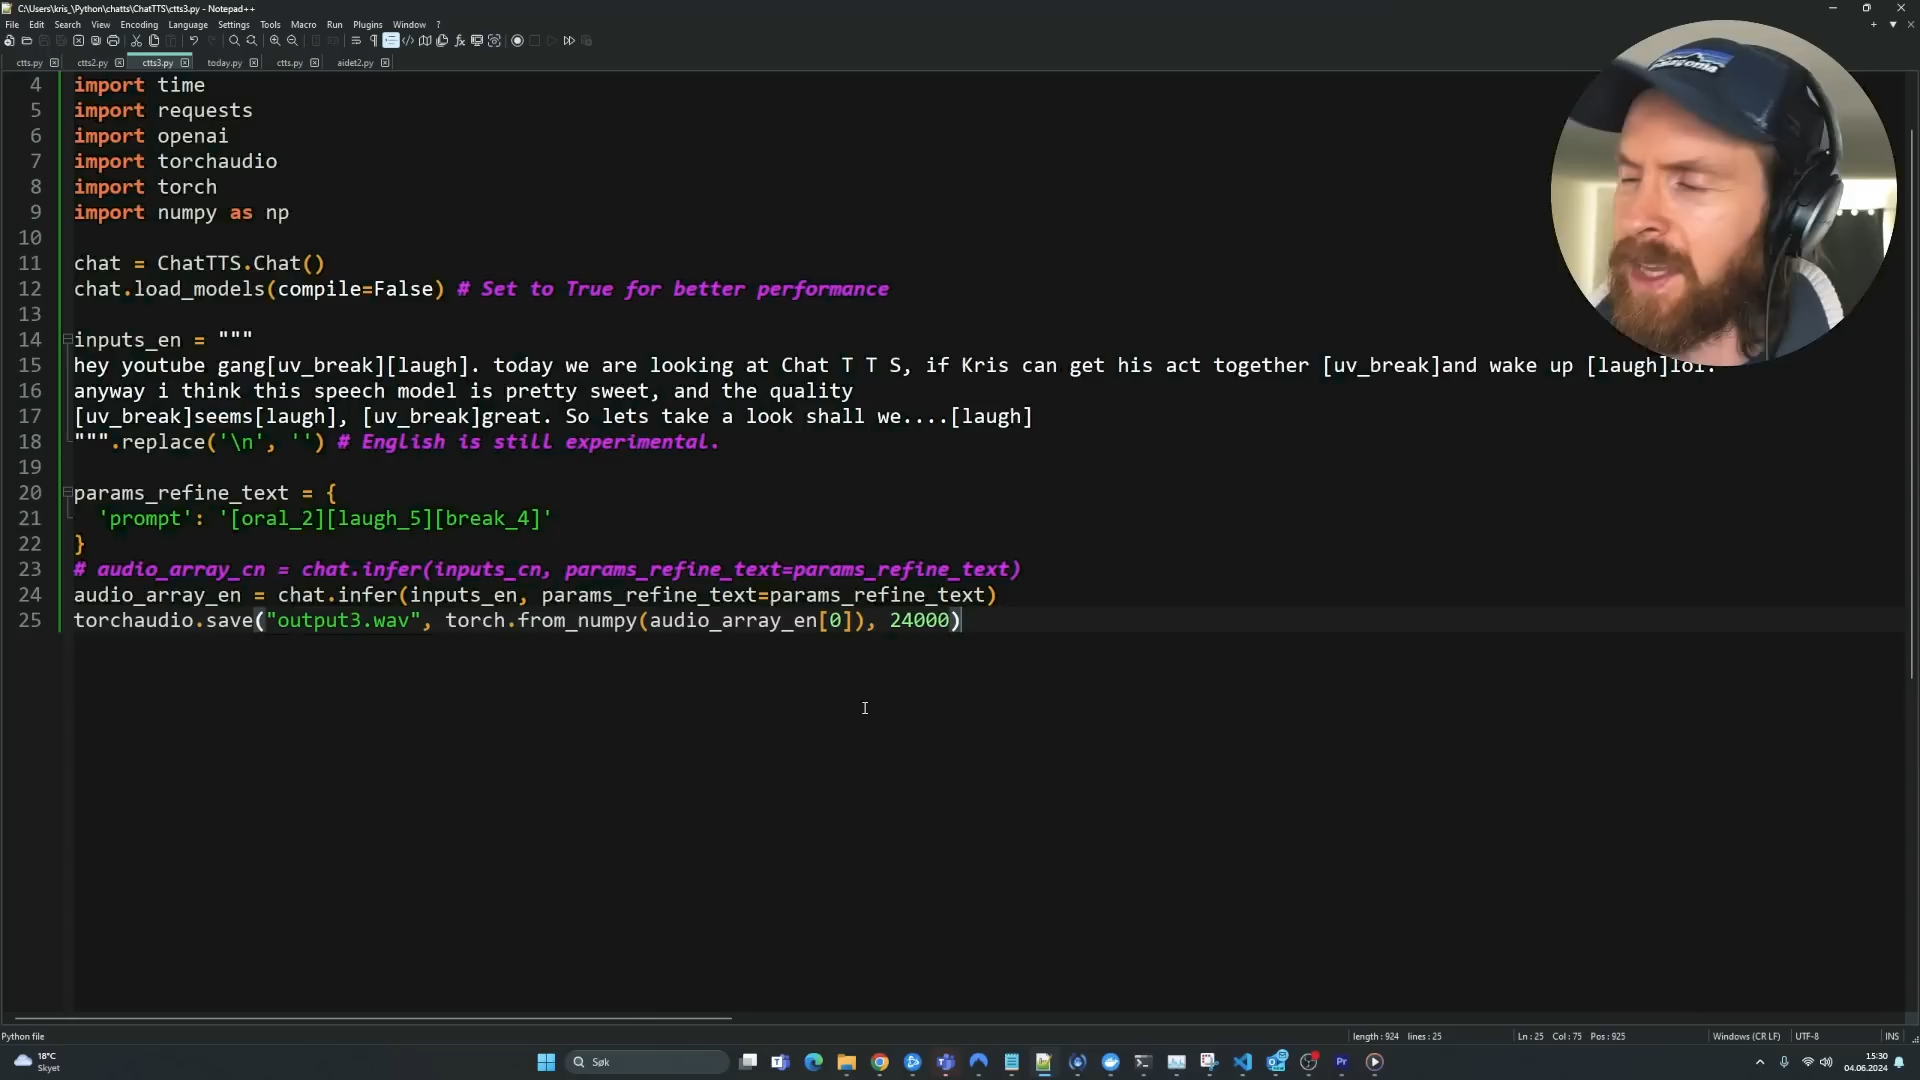 C:\Users\kris_\Python\chatts\ChatTTS\ctts3.py - Notepad++
File Edit Search View Encoding Language Settings Tools Macro Run Plugins Window ?
ctts.py ctts2.py ctts3.py today.py ctts.py aidet2.py
patagonia
4 import time
5 import requests
6 import openai
7 import torchaudio
8 import torch
9 import numpy as np
10
11 chat = ChatTTS.Chat()
12 chat.load_models(compile=False) # Set to True for better performance
13
14 inputs_en = """
15 hey youtube gang[uv_break][laugh]. today we are looking at Chat T T S, if Kris can get his act together [uv_break]and wake up [laugh]lol.
16 anyway i think this speech model is pretty sweet, and the quality
17 [uv_break]seems[laugh], [uv_break]great. So lets take a look shall we....[laugh]
18 """.replace('\n', '') # English is still experimental.
19
20 params_refine_text = {
21 'prompt': '[oral_2][laugh_5][break_4]'
22 }
23 # audio_array_cn = chat.infer(inputs_cn, params_refine_text=params_refine_text)
24 audio_array_en = chat.infer(inputs_en, params_refine_text=params_refine_text)
25 torchaudio.save("output3.wav", torch.from_numpy(audio_array_en[0]), 24000)
Python file length : 924 lines : 25 Ln : 25 Col : 75 Pos : 925 Windows (CR LF) UTF-8 INS
18°C
Skyet
Søk
15:30
04.06.2024